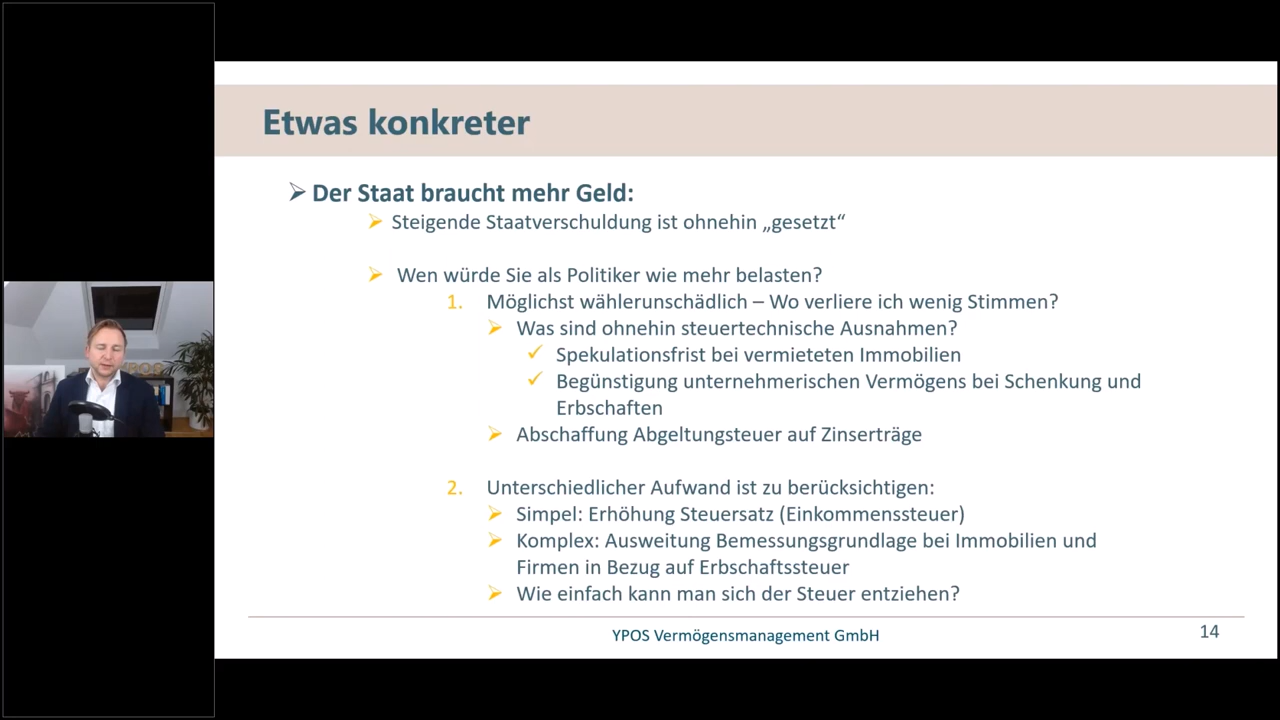 Etwas konkreter
Der Staat braucht mehr Geld:
Steigende Staatverschuldung ist ohnehin „gesetzt“
Wen würde Sie als Politiker wie mehr belasten?
1. Möglichst wählerunschädlich – Wo verliere ich wenig Stimmen?
Was sind ohnehin steuertechnische Ausnahmen?
Spekulationsfrist bei vermieteten Immobilien
Begünstigung unternehmerischen Vermögens bei Schenkung und
Erbschaften
Abschaffung Abgeltungsteuer auf Zinserträge
2. Unterschiedlicher Aufwand ist zu berücksichtigen:
Simpel: Erhöhung Steuersatz (Einkommenssteuer)
Komplex: Ausweitung Bemessungsgrundlage bei Immobilien und
Firmen in Bezug auf Erbschaftssteuer
Wie einfach kann man sich der Steuer entziehen?
YPOS Vermögensmanagement GmbH
14